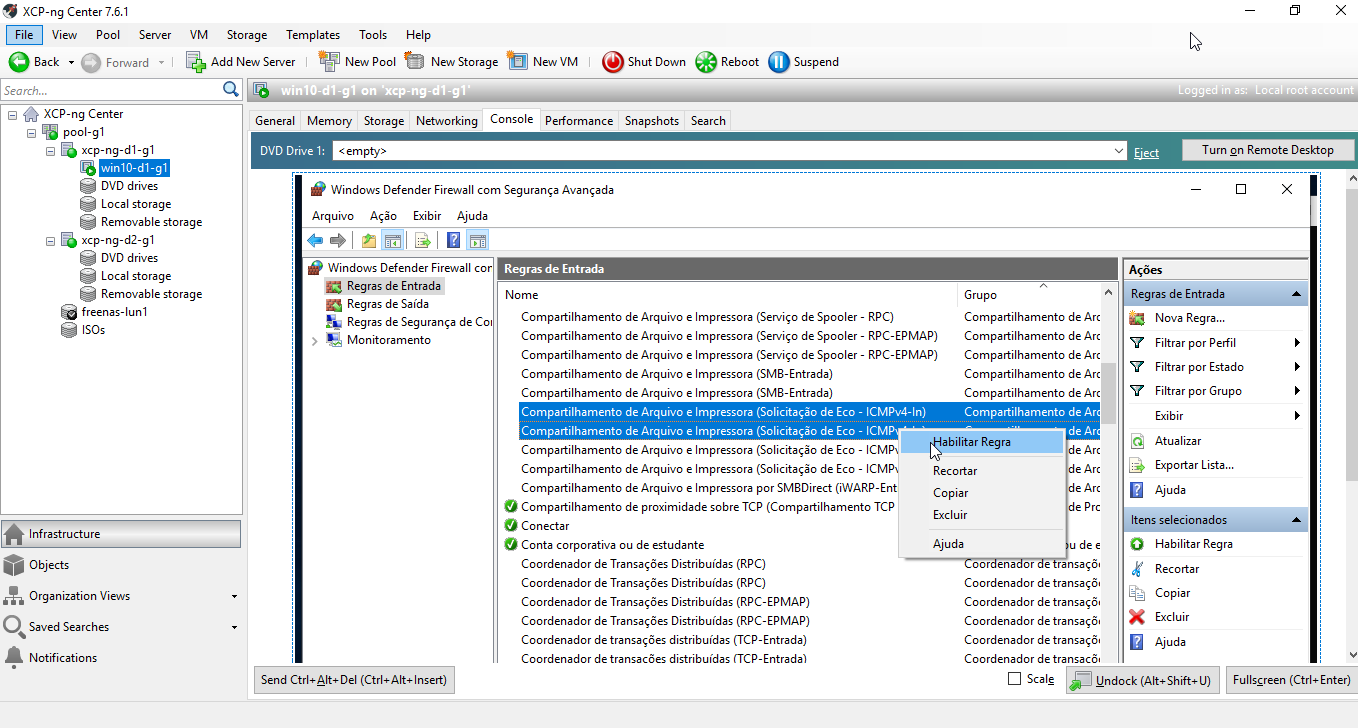 XCP-ng Center 7.6.1
File View Pool Server VM Storage Templates Tools Help
Back Forward Add New Server New Pool New Storage New VM Shut Down Reboot Suspend
Search...
win10-d1-g1 on 'xcp-ng-d1-g1'
Logged in as: Local root account
XCP-ng Center
pool-g1
xcp-ng-d1-g1
win10-d1-g1
DVD drives
Local storage
Removable storage
xcp-ng-d2-g1
DVD drives
Local storage
Removable storage
freenas-lun1
ISOs
Infrastructure
Objects
Organization Views
Saved Searches
Notifications
General Memory Storage Networking Console Performance Snapshots Search
DVD Drive 1: <empty> Eject Turn on Remote Desktop
Windows Defender Firewall com Segurança Avançada
Arquivo Ação Exibir Ajuda
Windows Defender Firewall cor
Regras de Entrada
Regras de Saída
Regras de Segurança de Cor
Monitoramento
Regras de Entrada
Nome Grupo
Compartilhamento de Arquivo e Impressora (Serviço de Spooler - RPC) Compartilhamento de Arc
Compartilhamento de Arquivo e Impressora (Serviço de Spooler - RPC-EPMAP) Compartilhamento de Arc
Compartilhamento de Arquivo e Impressora (Serviço de Spooler - RPC-EPMAP) Compartilhamento de Arc
Compartilhamento de Arquivo e Impressora (SMB-Entrada) Compartilhamento de Arc
Compartilhamento de Arquivo e Impressora (SMB-Entrada) Compartilhamento de Arc
Compartilhamento de Arquivo e Impressora (Solicitação de Eco - ICMPv4-In) Compartilhamento de Arc
Compartilhamento de Arquivo e Impressora (Solicitação de Eco - ICMPv de Arc
Compartilhamento de Arquivo e Impressora (Solicitação de Eco - ICMPv de Arc
Compartilhamento de Arquivo e Impressora (Solicitação de Eco - ICMPv de Arc
Compartilhamento de Arquivo e Impressora por SMBDirect (iWARP-Ent de Arc
Compartilhamento de proximidade sobre TCP (Compartilhamento TCP de Pro
Conectar
Conta corporativa ou de estudante ou de e
Coordenador de Transações Distribuídas (RPC) Coordenador de transaçõ
Coordenador de Transações Distribuídas (RPC) Coordenador de transaçõ
Coordenador de Transações Distribuídas (RPC-EPMAP) Coordenador de transaçõ
Coordenador de Transações Distribuídas (RPC-EPMAP) Coordenador de transaçõ
Coordenador de transações distribuídas (TCP-Entrada) Coordenador de transaçõ
Coordenador de transações distribuídas (TCP-Entrada) Coordenador de transaçõ
Habilitar Regra
Recortar
Copiar
Excluir
Ajuda
Ações
Regras de Entrada
Nova Regra...
Filtrar por Perfil
Filtrar por Estado
Filtrar por Grupo
Exibir
Atualizar
Exportar Lista...
Ajuda
Itens selecionados
Habilitar Regra
Recortar
Copiar
Excluir
Ajuda
Send Ctrl+Alt+Del (Ctrl+Alt+Insert) Scale Undock (Alt+Shift+U) Fullscreen (Ctrl+Enter)